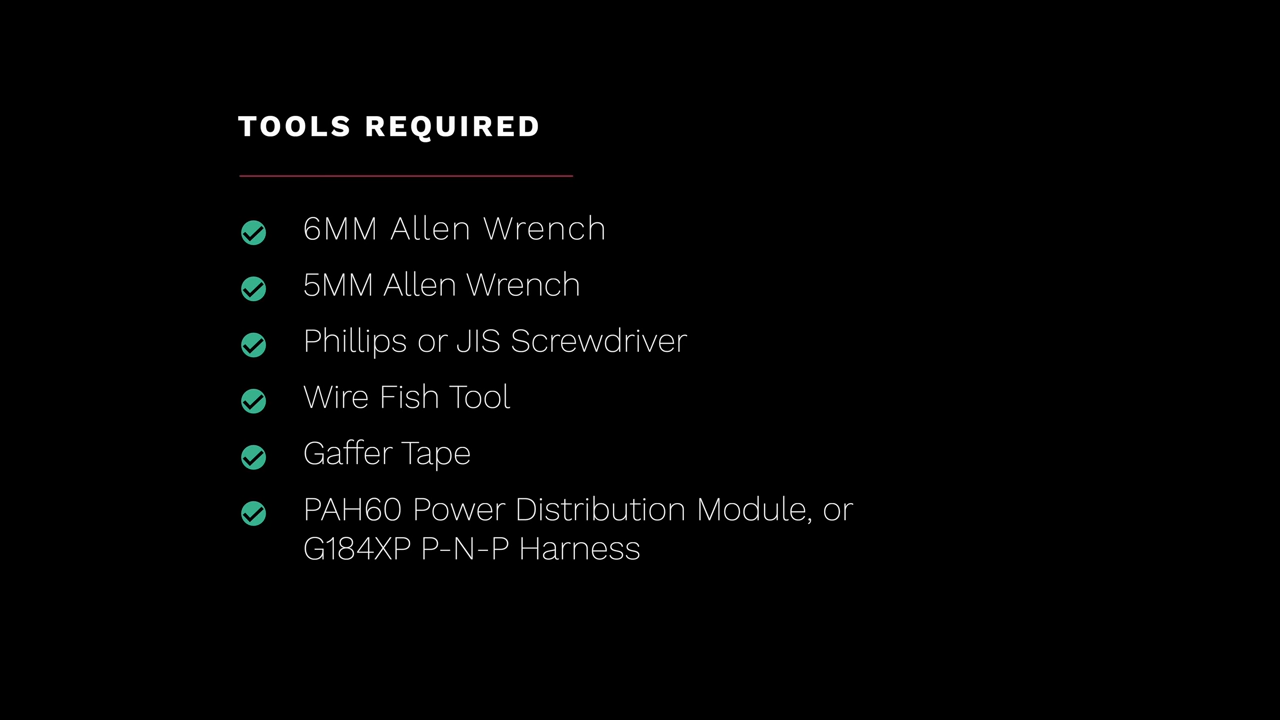 TOOLS REQUIRED
6MM Allen Wrench
5MM Allen Wrench
Phillips or JIS Screwdriver
Wire Fish Tool
Gaffer Tape
PAH60 Power Distribution Module, or
G184XP P-N-P Harness